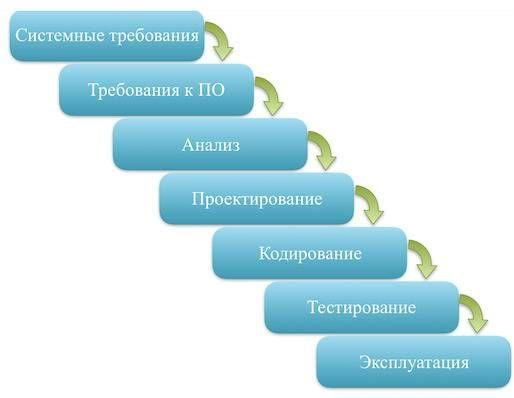 Системные требования
Требования к ПО
Анализ
Проектирование
Кодирование
Тестирование
Эксплуатация